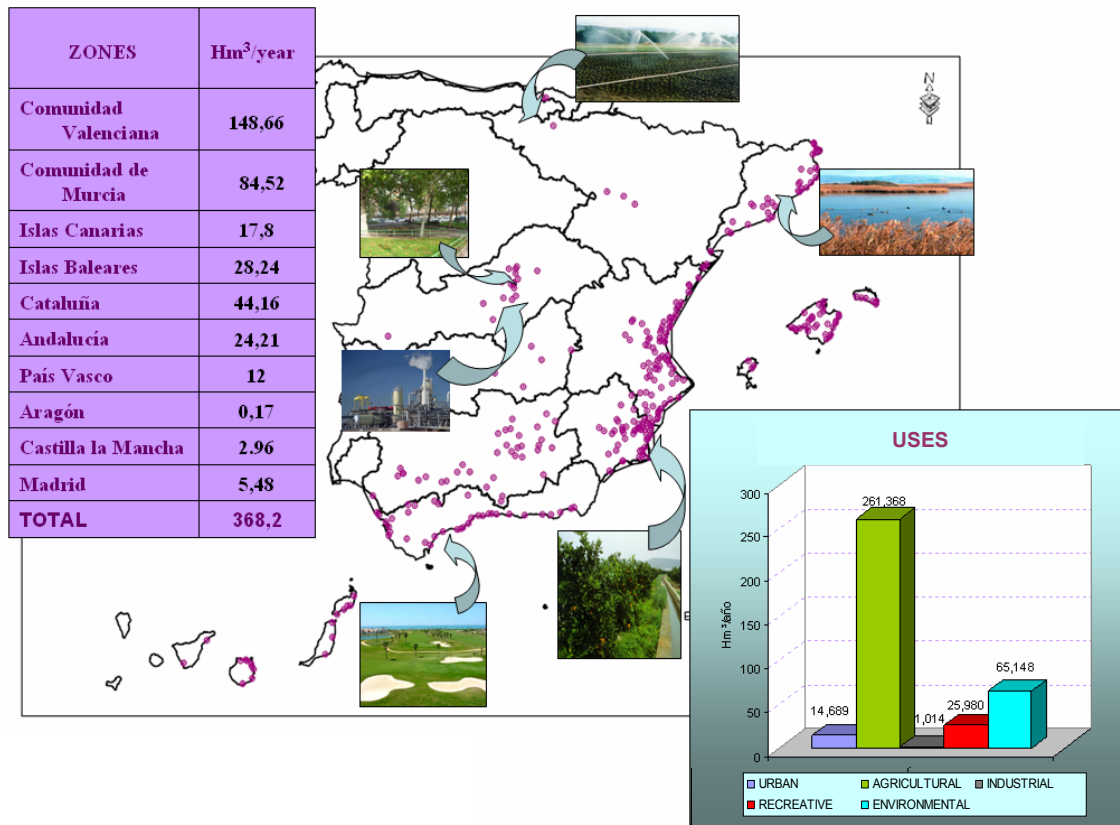 ZONES Hm³/year
Comunidad
Valenciana 148,66
Comunidad de
Murcia 84,52
Islas Canarias 17,8
Islas Baleares 28,24
Cataluña 44,16
Andalucía 24,21
País Vasco 12
Aragón 0,17
Castilla la Mancha 2.96
Madrid 5,48
TOTAL 368,2
N
E
USES
Hm³/año
300
250
200
150
100
50
0
14,689
261,368
1,014
25,980
65,148
URBAN AGRICULTURAL INDUSTRIAL
RECREATIVE ENVIRONMENTAL